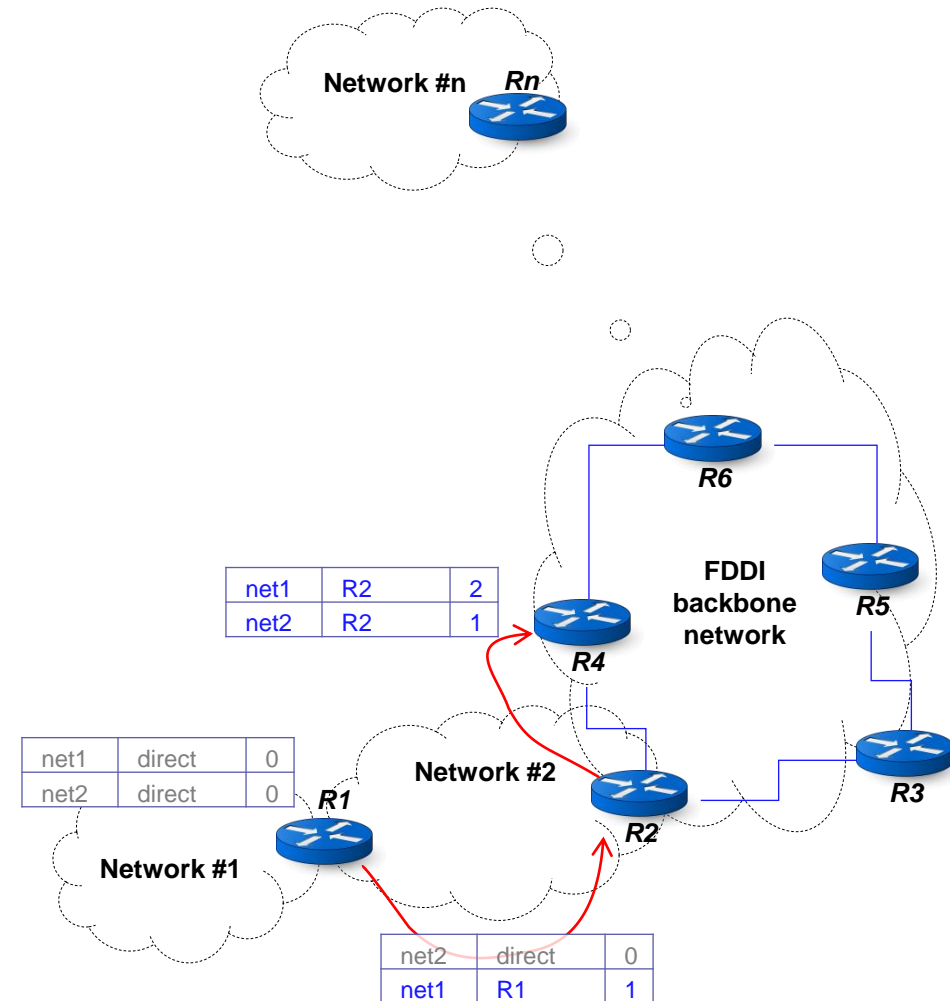 Network #n
Rn
R6
FDDI
backbone
network
R5
net1 R2 2
net2 R2 1
R4
net1 direct 0
net2 direct 0
R1
Network #2
R3
R2
Network #1
net2 direct 0
net1 R1 1